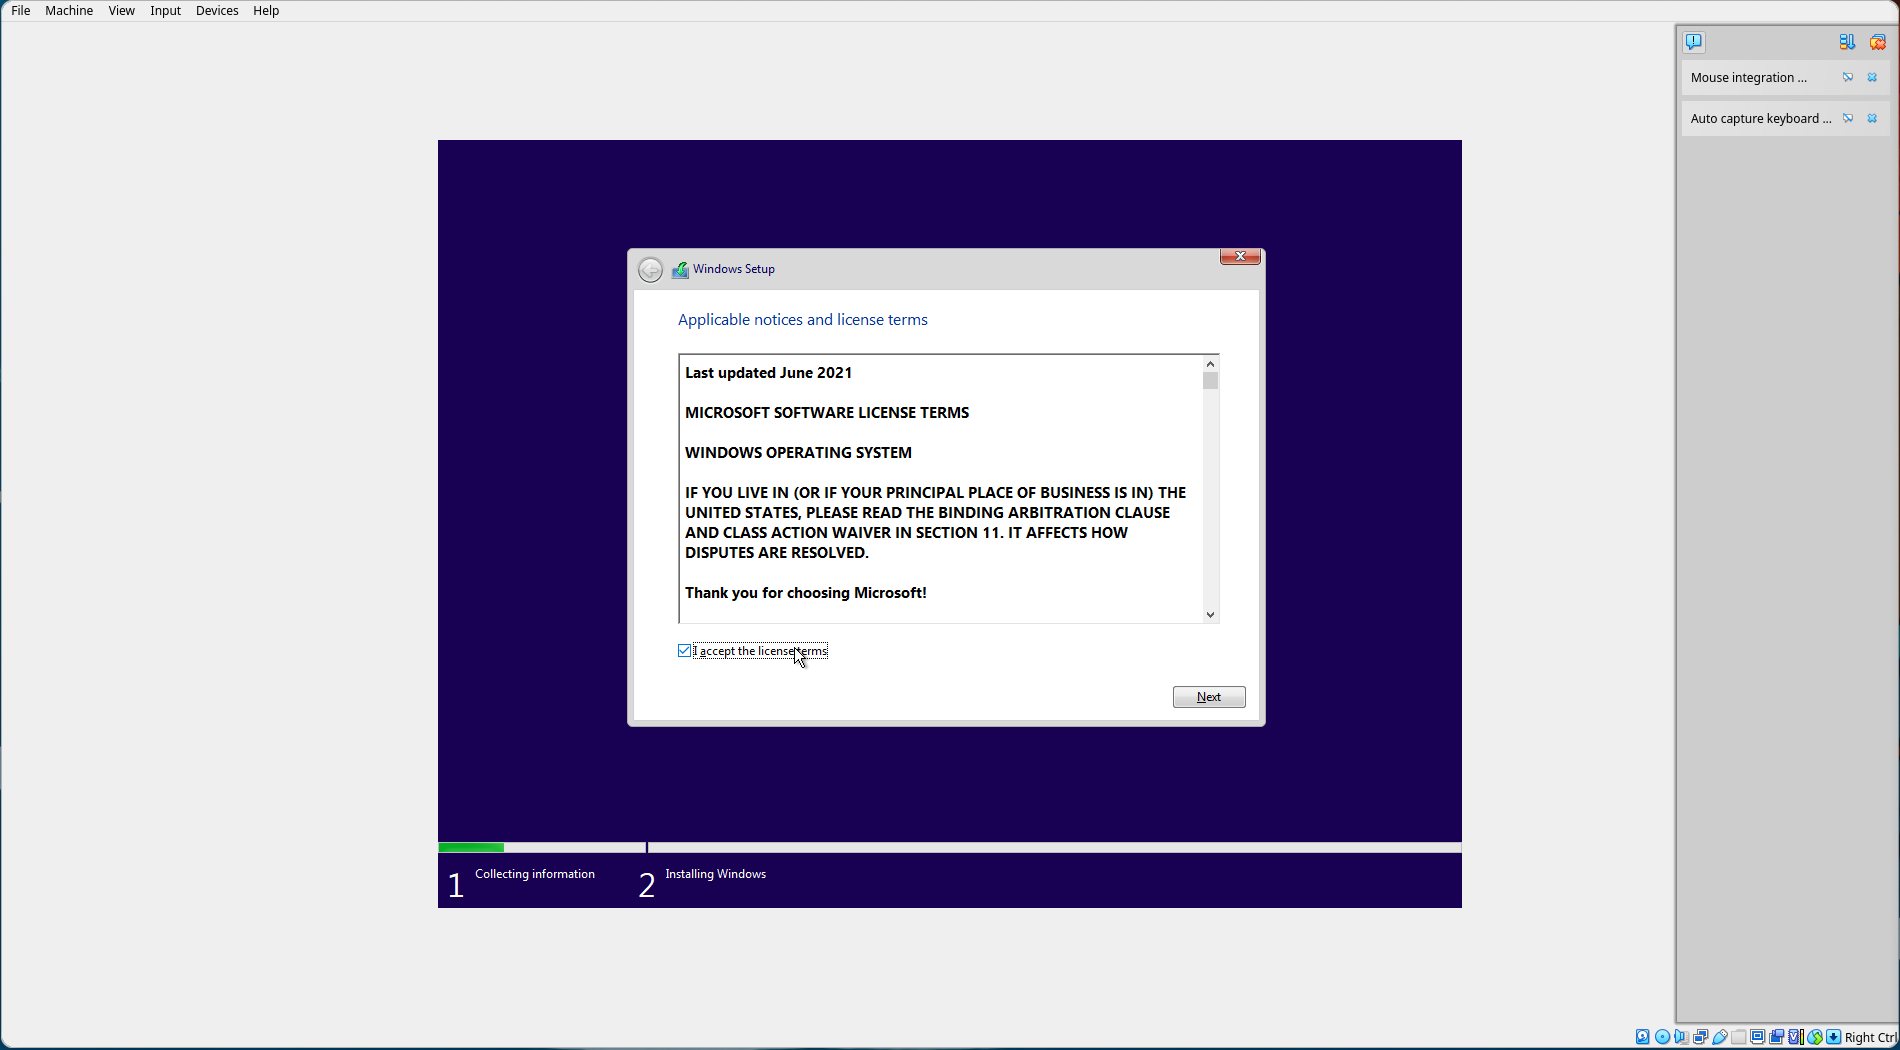 File Machine View Input Devices Help
Mouse integration ...
Auto capture keyboard ...
Windows Setup
Applicable notices and license terms
Last updated June 2021
MICROSOFT SOFTWARE LICENSE TERMS
WINDOWS OPERATING SYSTEM
IF YOU LIVE IN (OR IF YOUR PRINCIPAL PLACE OF BUSINESS IS IN) THE
UNITED STATES, PLEASE READ THE BINDING ARBITRATION CLAUSE
AND CLASS ACTION WAIVER IN SECTION 11. IT AFFECTS HOW
DISPUTES ARE RESOLVED.
Thank you for choosing Microsoft!
I accept the license terms
Next
1 Collecting information 2 Installing Windows
Right Ctrl